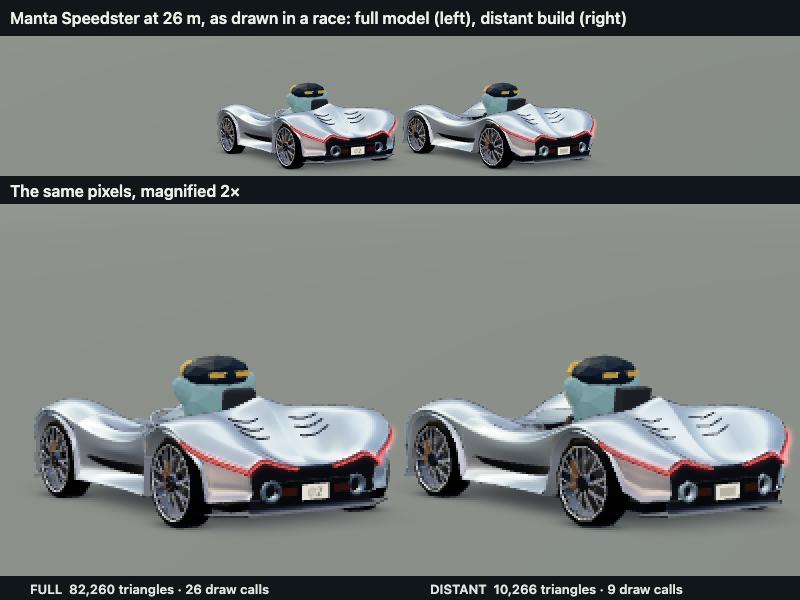 Manta Speedster at 26 m, as drawn in a race: full model (left), distant build (right)
The same pixels, magnified 2×
FULL 82,260 triangles · 26 draw calls
DISTANT 10,266 triangles · 9 draw calls